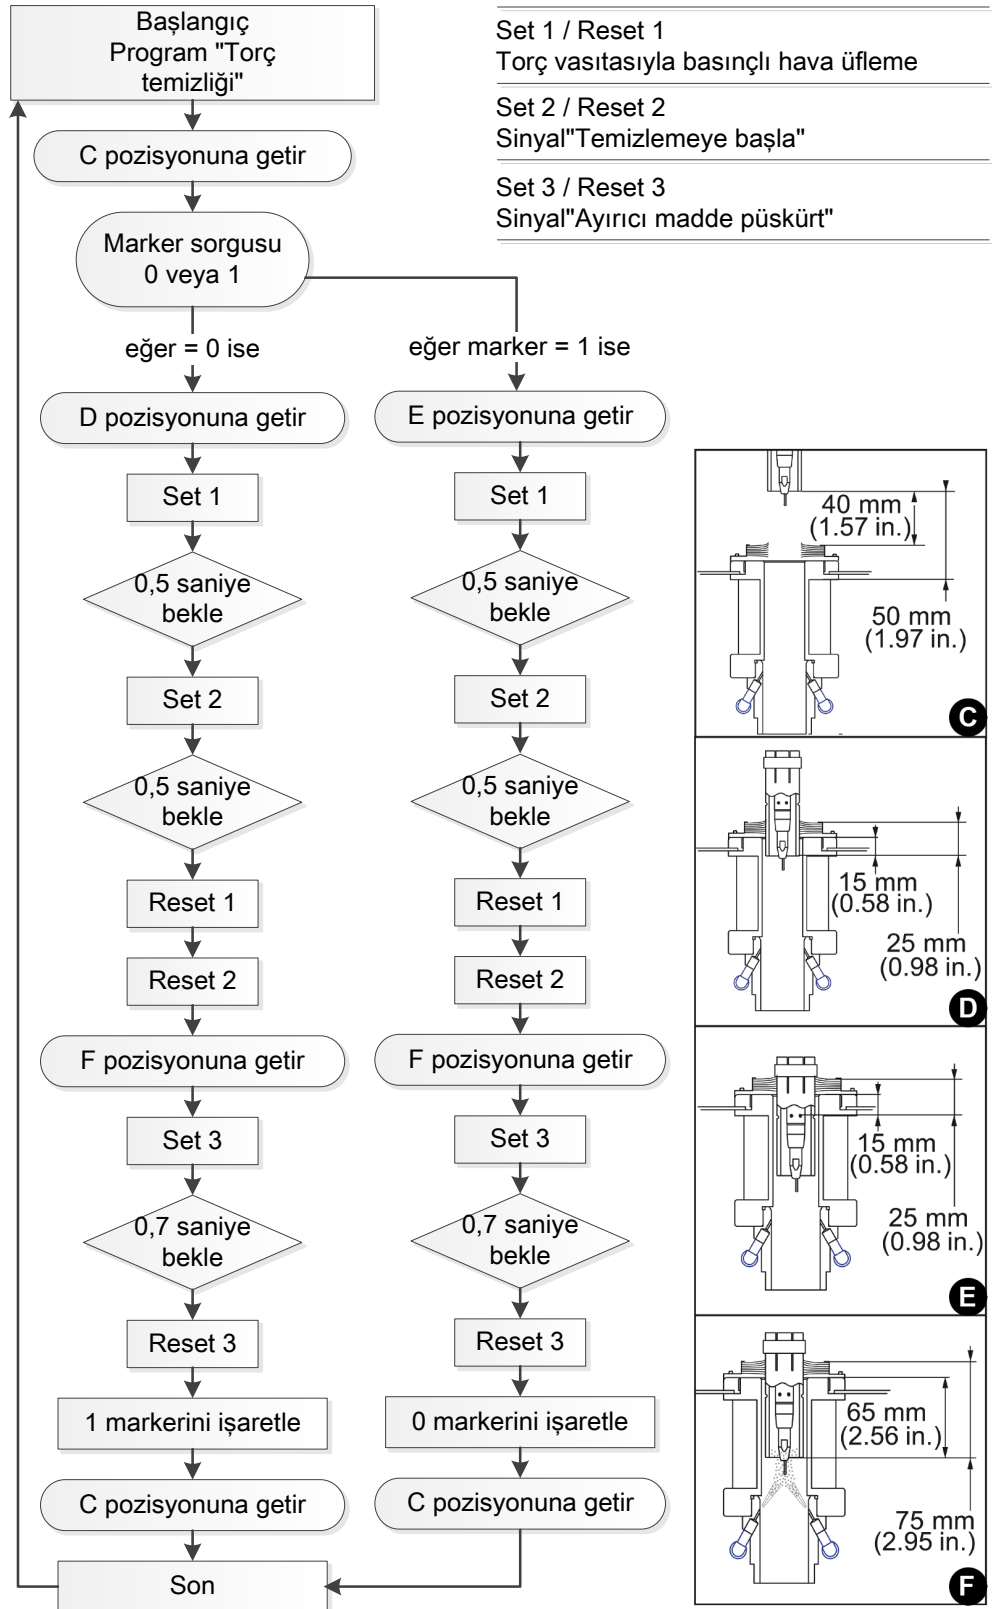 Başlangıç
Program "Torç
temizliği"
C pozisyonuna getir
Marker sorgusu
0 veya 1
eğer = 0 ise
D pozisyonuna getir
Set 1
0,5 saniye
bekle
Set 2
0,5 saniye
bekle
Reset 1
Reset 2
F pozisyonuna getir
Set 3
0,7 saniye
bekle
Reset 3
1 markerini işaretle
C pozisyonuna getir
Son
eğer marker = 1 ise
E pozisyonuna getir
Set 1
0,5 saniye
bekle
Set 2
0,5 saniye
bekle
Reset 1
Reset 2
F pozisyonuna getir
Set 3
0,7 saniye
bekle
Reset 3
0 markerini işaretle
C pozisyonuna getir
Set 1 / Reset 1
Torç vasıtasıyla basınçlı hava üfleme
Set 2 / Reset 2
Sinyal"Temizlemeye başla"
Set 3 / Reset 3
Sinyal"Ayırıcı madde püskürt"
40 mm
(1.57 in.)
50 mm
(1.97 in.)
C
15 mm
(0.58 in.)
25 mm
(0.98 in.)
D
15 mm
(0.58 in.)
25 mm
(0.98 in.)
E
65 mm
(2.56 in.)
75 mm
(2.95 in.)
F